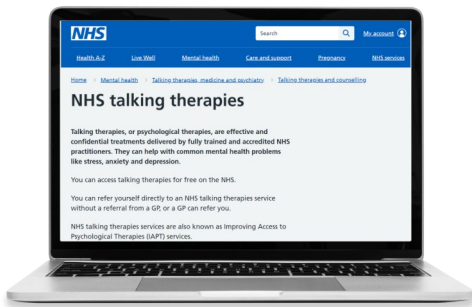 NHS
Search
My account
Health A-Z Live Well Mental health Care and support Pregnancy NHS services
Home Mental health Talking therapies, medicine and psychiatry Talking therapies and counselling
NHS talking therapies
Talking therapies, or psychological therapies, are effective and
confidential treatments delivered by fully trained and accredited NHS
practitioners. They can help with common mental health problems
like stress, anxiety and depression.
You can access talking therapies for free on the NHS.
You can refer yourself directly to an NHS talking therapies service
without a referral from a GP, or a GP can refer you.
NHS talking therapies services are also known as Improving Access to
Psychological Therapies (IAPT) services.